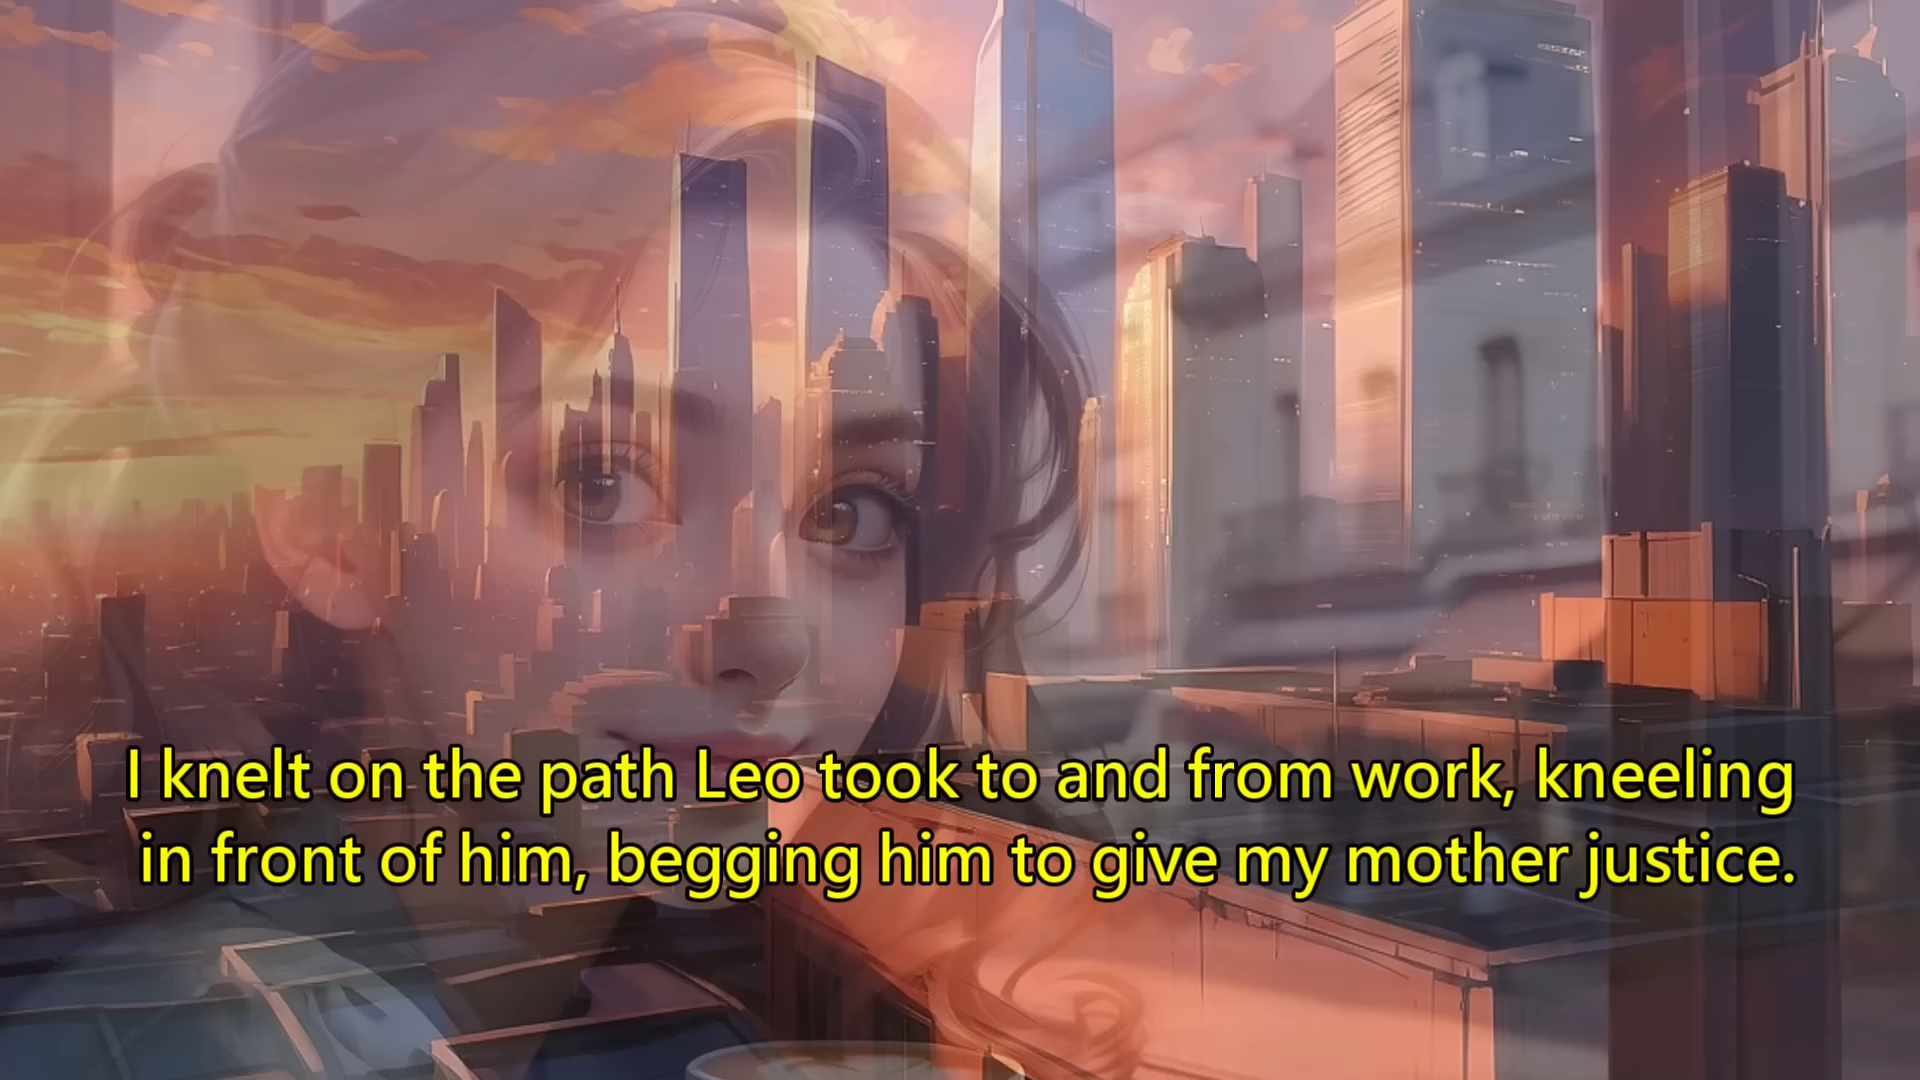 I knelt on the path Leo took to and from work, kneeling
in front of him, begging him to give my mother justice.